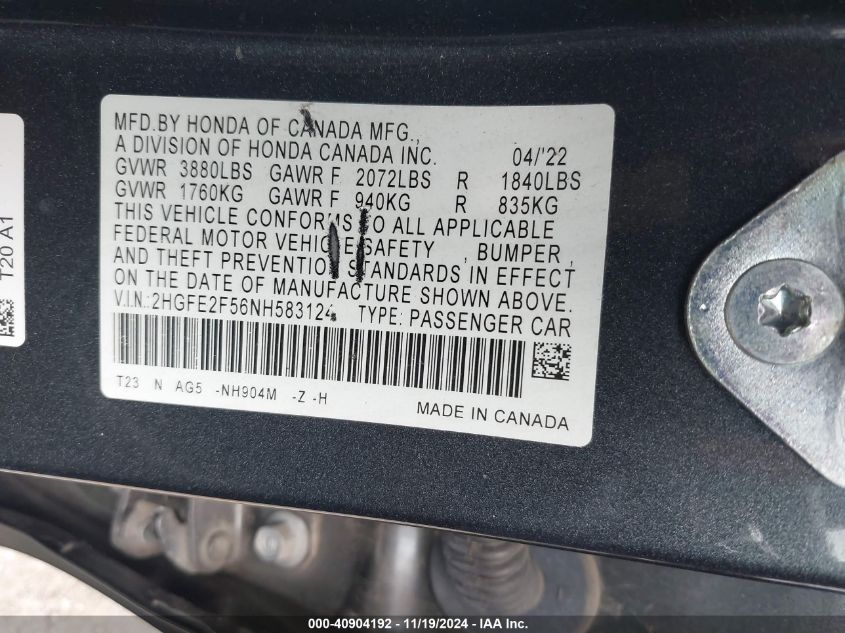 MFD.BY HONDA OF CANADA MFG.,
A DIVISION OF HONDA CANADA INC. 04/'22
GVWR 3880LBS GAWR F 2072LBS R 1840LBS
GVWR 1760KG GAWR F 940KG R 835KG
THIS VEHICLE CONFORMS TO ALL APPLICABLE
FEDERAL MOTOR VEHICLE SAFETY , BUMPER,
AND THEFT PREVENTION STANDARDS IN EFFECT
ON THE DATE OF MANUFACTURE SHOWN ABOVE.
V.I.N.:2HGFE2F56NH583124 TYPE: PASSENGER CAR
T23 N AG5 -NH904M -Z -H
MADE IN CANADA
T20 A1
000-40904192 - 11/19/2024 - IAA Inc.